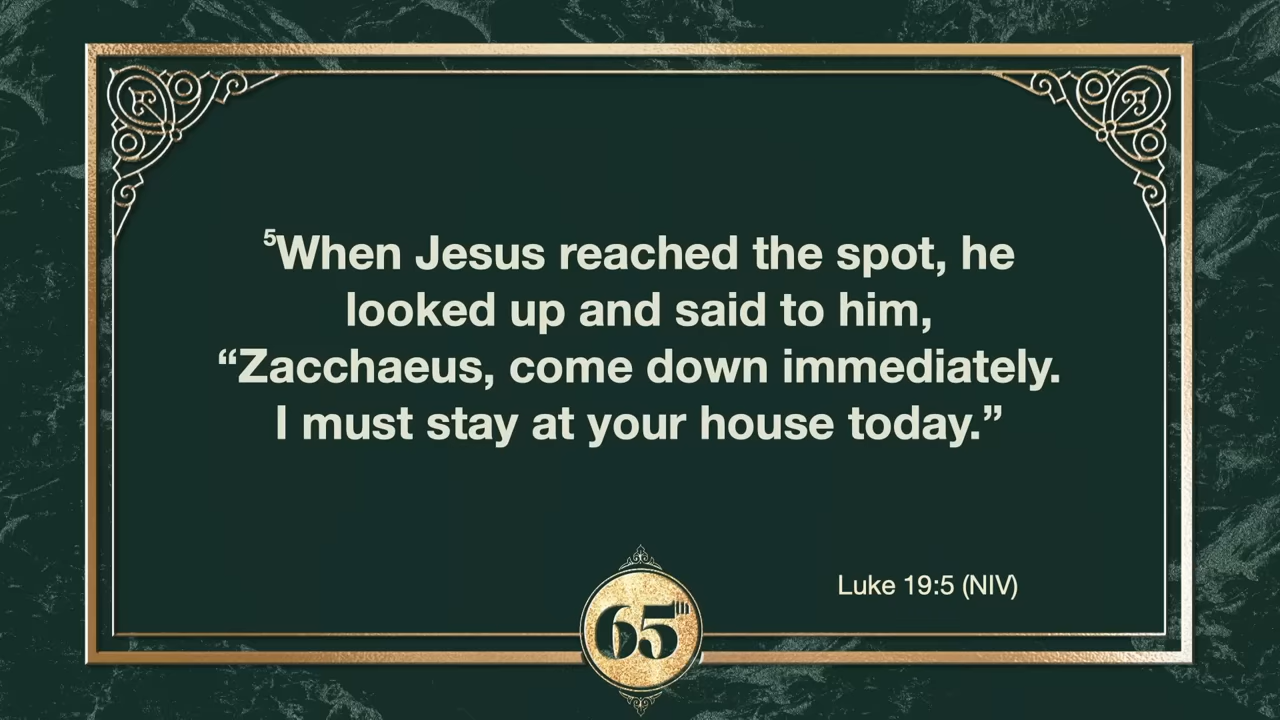 ⁵When Jesus reached the spot, he
looked up and said to him,
“Zacchaeus, come down immediately.
I must stay at your house today.”
Luke 19:5 (NIV)
65th